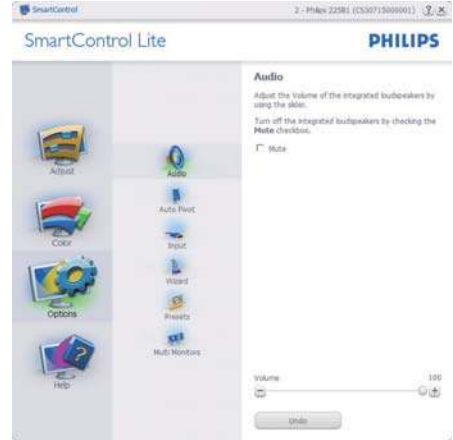 SmartControl
2 - Philips 225B1 (CS30715000001)
SmartControl Lite
PHILIPS
Adjust
Color
Options
Help
Audio
Auto Pivot
Input
Wizard
Presets
Multi Monitors
Audio
Adjust the Volume of the integrated loudspeakers by
using the slider.
Turn off the integrated loudspeakers by checking the
Mute checkbox.
Mute
Volume
100
Undo